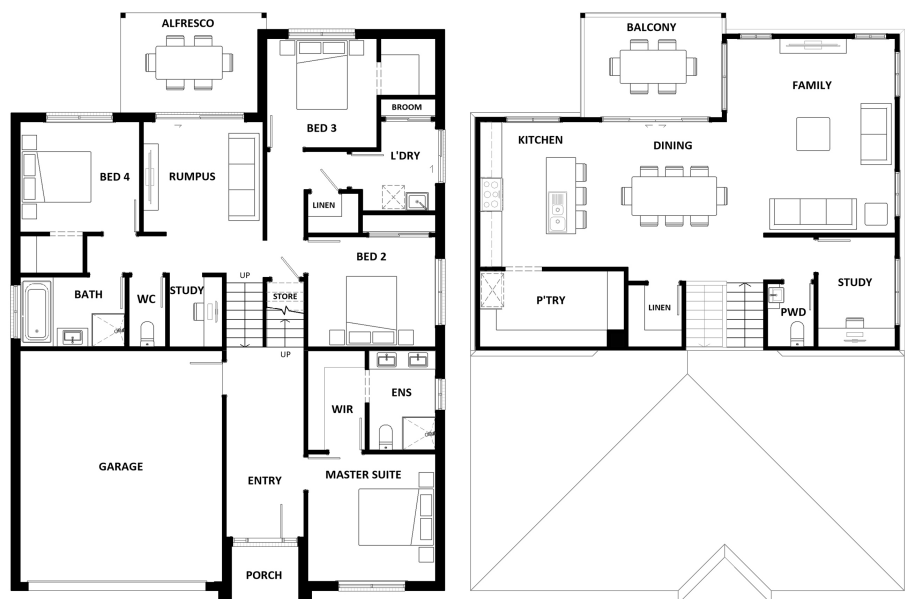 ALFRESCO
BED 3
BROOM
L'DRY
BED 4
RUMPUS
LINEN
BED 2
UP
BATH
WC
STUDY
STORE
UP
ENS
WIR
GARAGE
ENTRY
MASTER SUITE
PORCH
BALCONY
FAMILY
KITCHEN
DINING
STUDY
P'TRY
LINEN
PWD